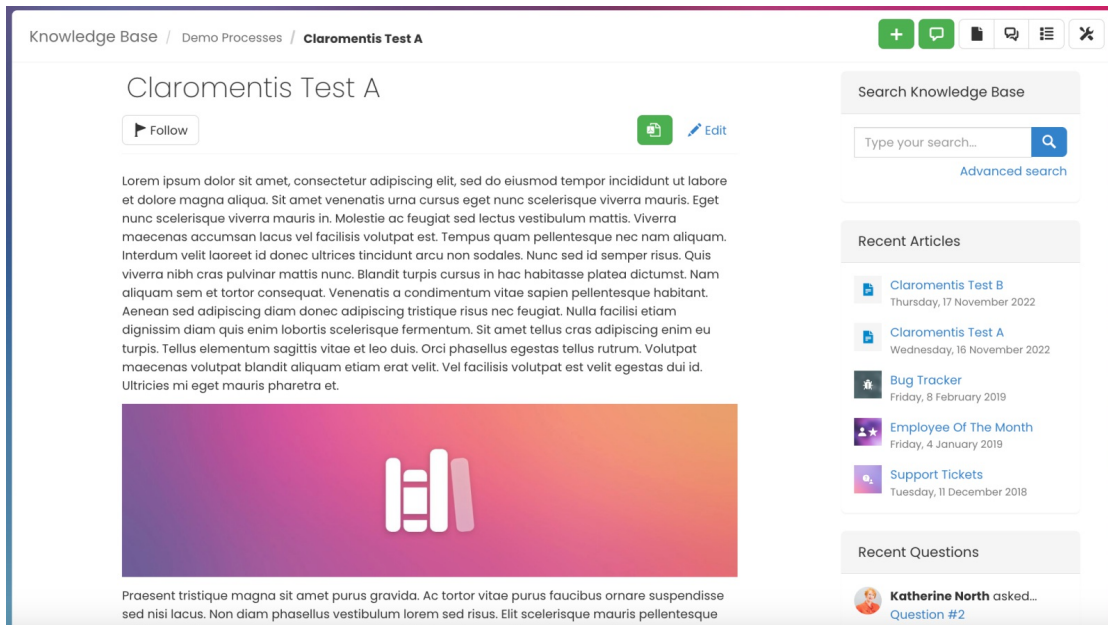 Knowledge Base / Demo Processes / Claromentis Test A
Claromentis Test A
Follow
Edit
Lorem ipsum dolor sit amet, consectetur adipiscing elit, sed do eiusmod tempor incididunt ut labore
et dolore magna aliqua. Sit amet venenatis urna cursus eget nunc scelerisque viverra mauris. Eget
nunc scelerisque viverra mauris in. Molestie ac feugiat sed lectus vestibulum mattis. Viverra
maecenas accumsan lacus vel facilisis volutpat est. Tempus quam pellentesque nec nam aliquam.
Interdum velit laoreet id donec ultrices tincidunt arcu non sodales. Nunc sed id semper risus. Quis
viverra nibh cras pulvinar mattis nunc. Blandit turpis cursus in hac habitasse platea dictumst. Nam
aliquam sem et tortor consequat. Venenatis a condimentum vitae sapien pellentesque habitant.
Aenean sed adipiscing diam donec adipiscing tristique risus nec feugiat. Nulla facilisi etiam
dignissim diam quis enim lobortis scelerisque fermentum. Sit amet tellus cras adipiscing enim eu
turpis. Tellus elementum sagittis vitae et leo duis. Orci phasellus egestas tellus rutrum. Volutpat
maecenas volutpat blandit aliquam etiam erat velit. Vel facilisis volutpat est velit egestas dui id.
Ultricies mi eget mauris pharetra et.
Praesent tristique magna sit amet purus gravida. Ac tortor vitae purus faucibus ornare suspendisse
sed nisi lacus. Non diam phasellus vestibulum lorem sed risus. Elit scelerisque mauris pellentesque
Search Knowledge Base
Type your search...
Advanced search
Recent Articles
Claromentis Test B
Thursday, 17 November 2022
Claromentis Test A
Wednesday, 16 November 2022
Bug Tracker
Friday, 8 February 2019
Employee Of The Month
Friday, 4 January 2019
Support Tickets
Tuesday, 11 December 2018
Recent Questions
Katherine North asked...
Question #2